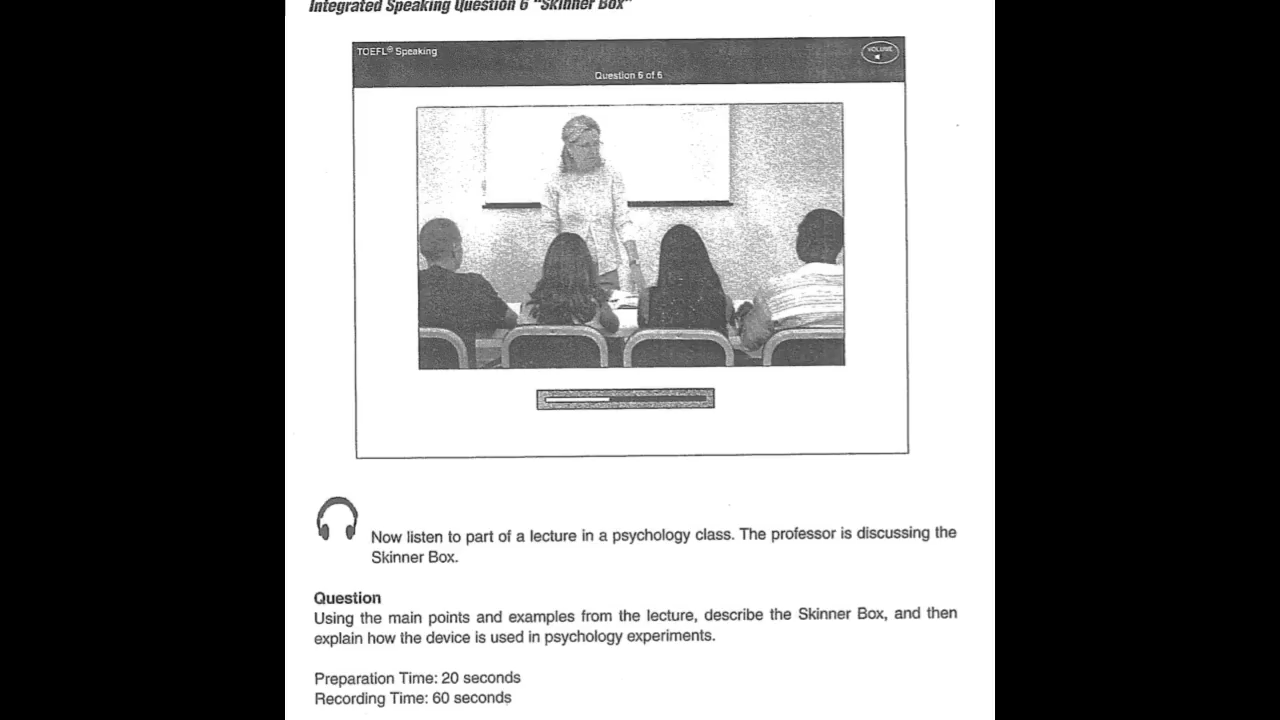 Integrated Speaking Question 6 "Skinner Box"
TOEFL® Speaking
VOLUME
Question 6 of 6
Now listen to part of a lecture in a psychology class. The professor is discussing the
Skinner Box.
Question
Using the main points and examples from the lecture, describe the Skinner Box, and then
explain how the device is used in psychology experiments.
Preparation Time: 20 seconds
Recording Time: 60 seconds